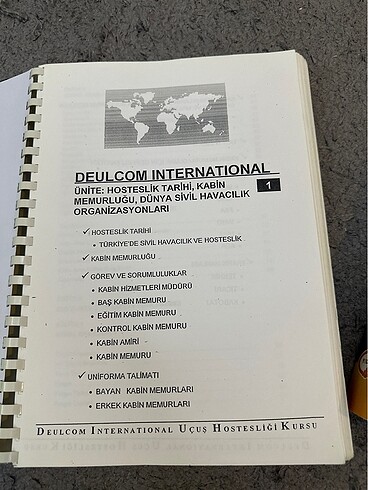 DEULCOM INTERNATIONAL
ÜNİTE: HOSTESLİK TARİHİ, KABİN
MEMURLUĞU, DÜNYA SİVİL HAVACILIK
ORGANİZASYONLARI
1
✓ HOSTESLİK TARİHİ
• TÜRKİYE'DE SİVİL HAVACILIK VE HOSTESLİK
✓ KABİN MEMURLUĞU
✓ GÖREV VE SORUMLULUKLAR
• KABİN HİZMETLERİ MÜDÜRÜ
• BAŞ KABİN MEMURU
• EĞİTİM KABİN MEMURU
• KONTROL KABİN MEMURU
• KABİN AMİRİ
• KABİN MEMURU
✓ UNİFORMA TALİMATI
• BAYAN KABİN MEMURLARI
• ERKEK KABİN MEMURLARI
DEULCOM INTERNATIONAL UÇUŞ HOSTESLİĞİ KURSU